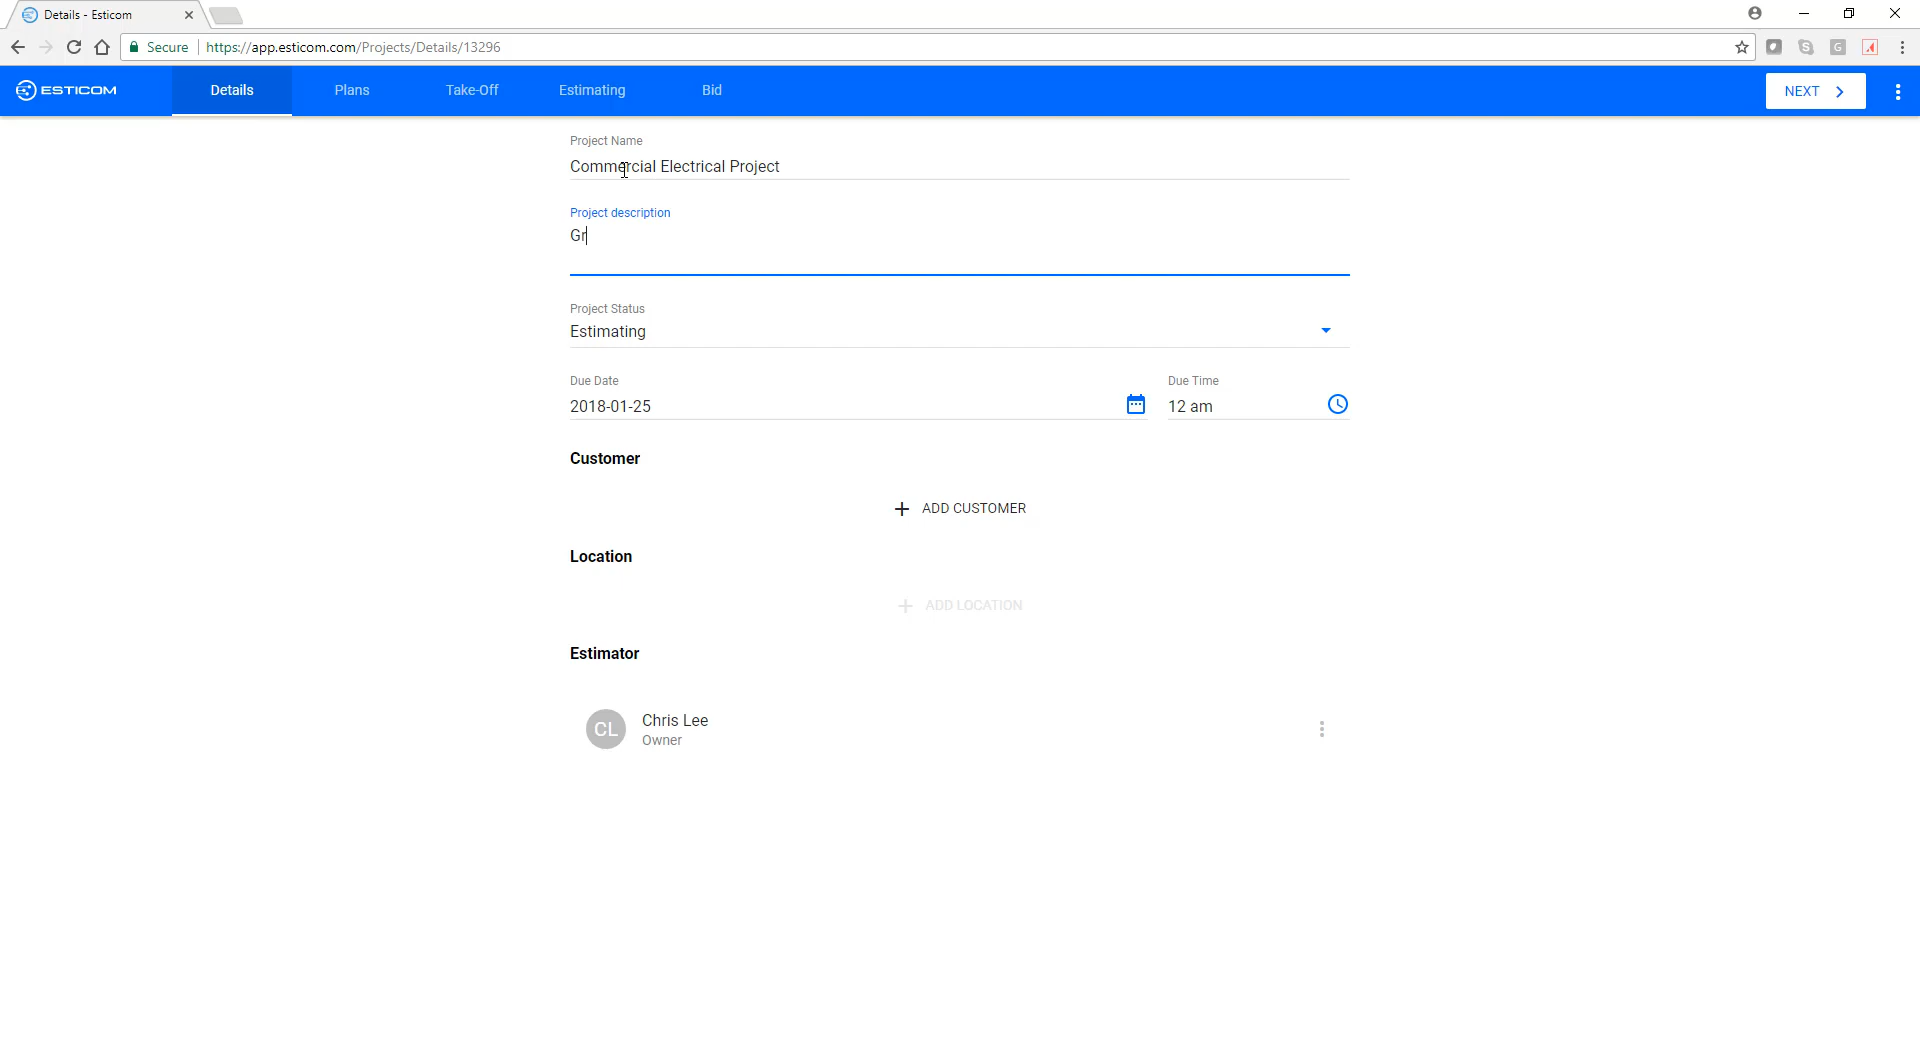 Details - Esticom
Secure https://app.esticom.com/Projects/Details/13296
S G
ESTICOM Details Plans Take-Off Estimating Bid NEXT
Project Name
Commercial Electrical Project
Project description
Gr
Project Status
Estimating
Due Date Due Time
2018-01-25 12 am
Customer
ADD CUSTOMER
Location
ADD LOCATION
Estimator
CL Chris Lee
Owner